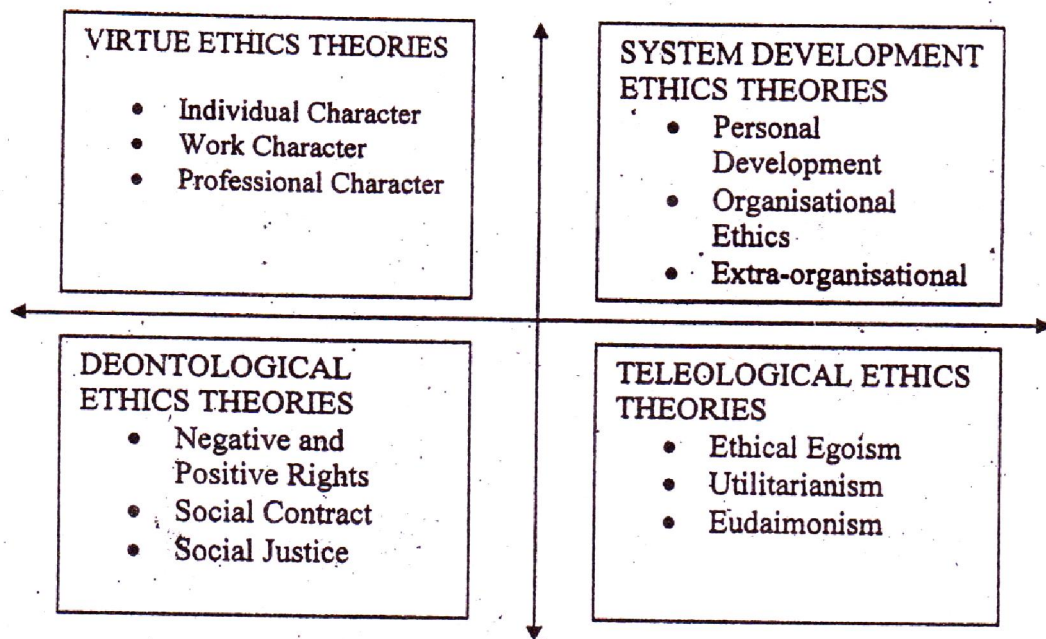 VIRTUE ETHICS THEORIES
• Individual Character
• Work Character
• Professional Character
SYSTEM DEVELOPMENT
ETHICS THEORIES
• Personal
Development
• Organisational
Ethics
• Extra-organisational
DEONTOLOGICAL
ETHICS THEORIES
• Negative and
Positive Rights
• Social Contract
• Social Justice
TELEOLOGICAL ETHICS
THEORIES
• Ethical Egoism
• Utilitarianism
• Eudaimonism